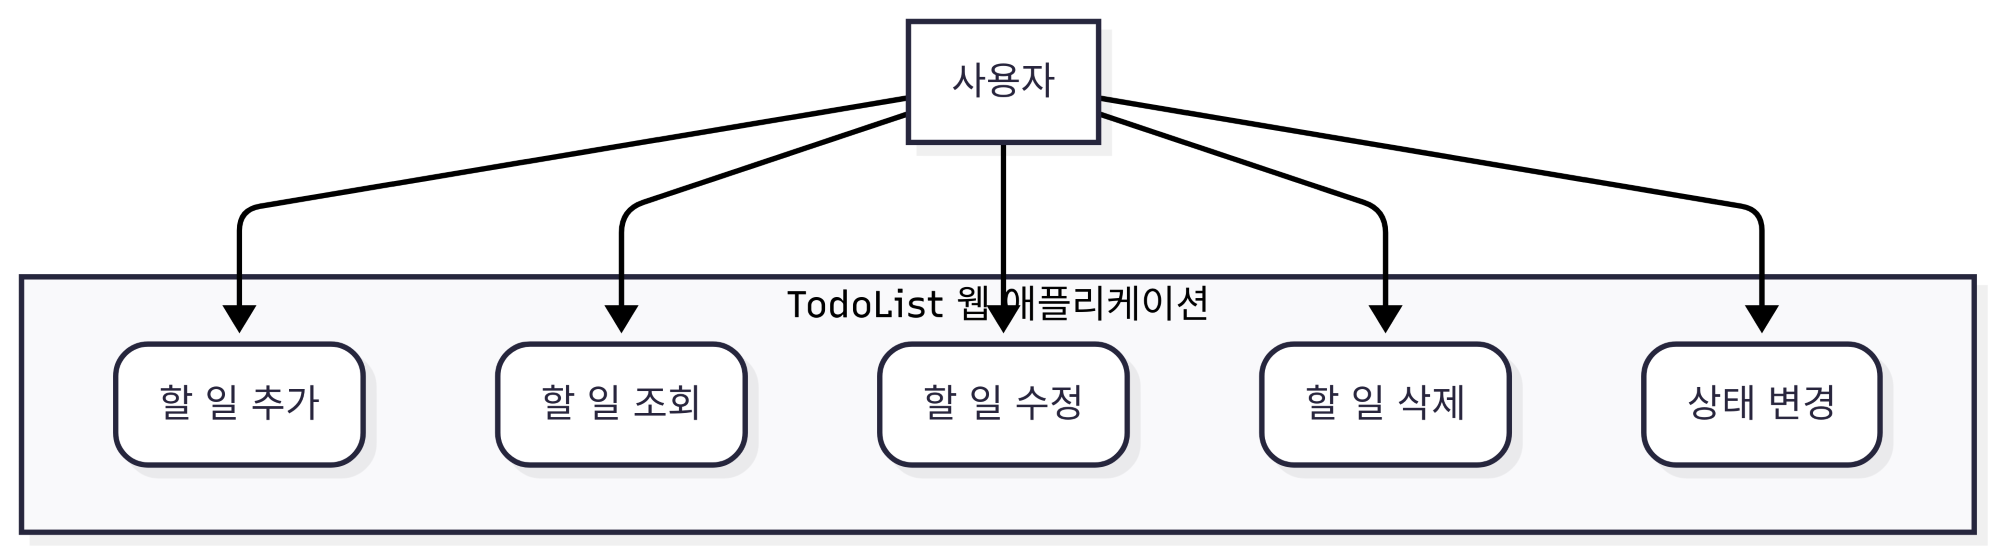 사용자
TodoList 웹 애플리케이션
할 일 추가
할 일 조회
할 일 수정
할 일 삭제
상태 변경